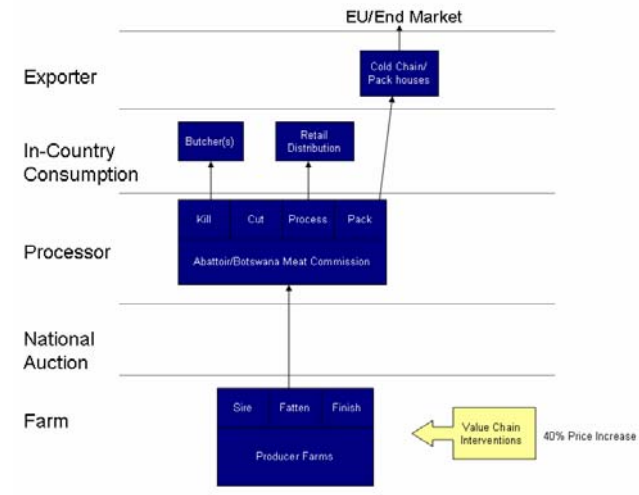 EU/End Market
Exporter
Cold Chain/
Pack houses
In-Country
Consumption
Butcher(s)
Retail
Distribution
Processor
Kill Cut Process. Pack
Abattoir/Botswana Meat Commission
National
Auction
Farm
Sire Fatten Finish
Producer Farms
Value Chain
Interventions
40% Price Increase